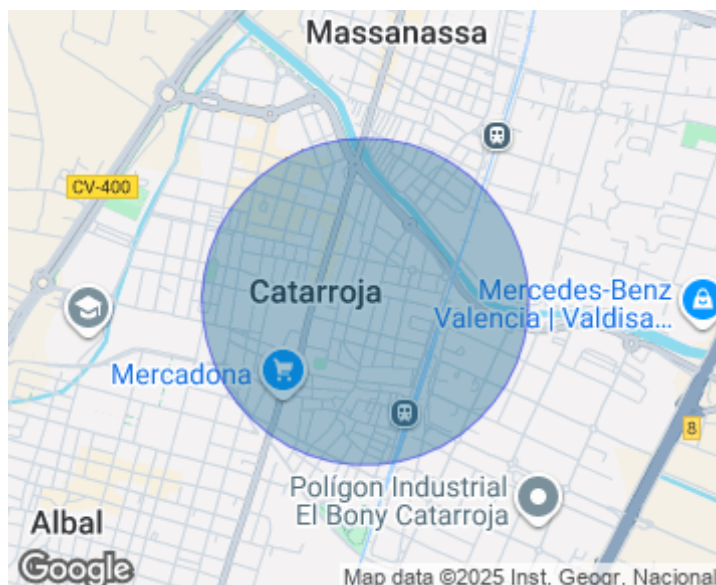 Massanassa
CV-400
Catarroja
Mercedes-Benz
Valencia | Valdisa...
Mercadona
8
Polígon Industrial
El Bony Catarroja
Albal
Google
Map data ©2025 Inst. Geogr. Nacional